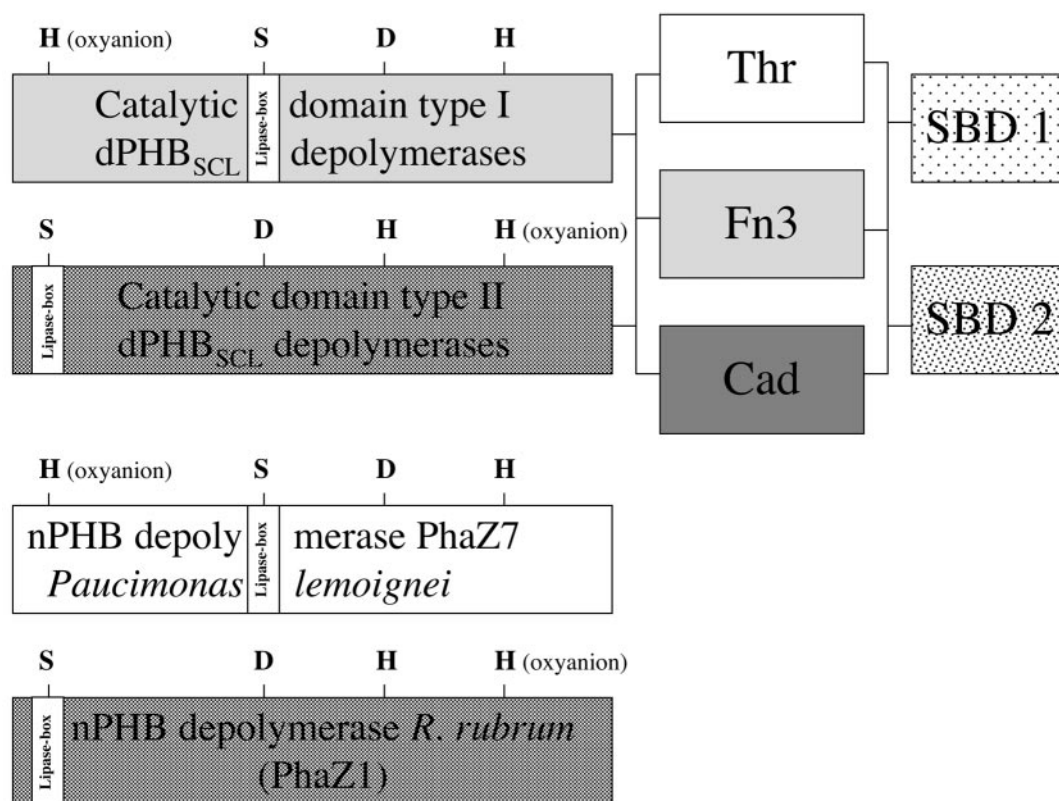 H (oxyanion) S D H
Catalytic domain type I
dPHB_SCL depolymerases
Lipase-box
Thr
SBD 1
S D H H (oxyanion)
Catalytic domain type II
dPHB_SCL depolymerases
Lipase-box
Fn3
SBD 2
Cad
H (oxyanion) S D H
nPHB depoly merase PhaZ7
Paucimonas lemoignei
Lipase-box
S D H H (oxyanion)
nPHB depolymerase R. rubrum
(PhaZ1)
Lipase-box